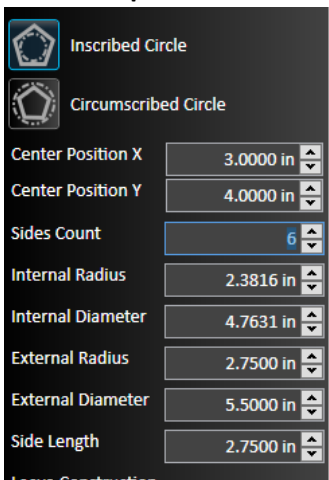 Inscribed Circle
Circumscribed Circle
Center Position X 3.0000 in
Center Position Y 4.0000 in
Sides Count 6
Internal Radius 2.3816 in
Internal Diameter 4.7631 in
External Radius 2.7500 in
External Diameter 5.5000 in
Side Length 2.7500 in
Locus Construction